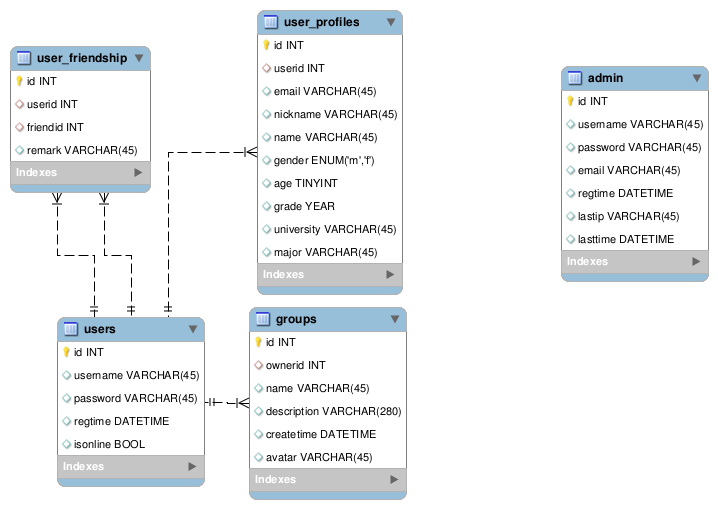 user_friendship
id INT
userid INT
friendid INT
remark VARCHAR(45)
Indexes
user_profiles
id INT
userid INT
email VARCHAR(45)
nickname VARCHAR(45)
name VARCHAR(45)
gender ENUM('m','f')
age TINYINT
grade YEAR
university VARCHAR(45)
major VARCHAR(45)
Indexes
admin
id INT
username VARCHAR(45)
password VARCHAR(45)
email VARCHAR(45)
regtime DATETIME
lastip VARCHAR(45)
lasttime DATETIME
Indexes
users
id INT
username VARCHAR(45)
password VARCHAR(45)
regtime DATETIME
isonline BOOL
Indexes
groups
id INT
ownerid INT
name VARCHAR(45)
description VARCHAR(280)
createtime DATETIME
avatar VARCHAR(45)
Indexes